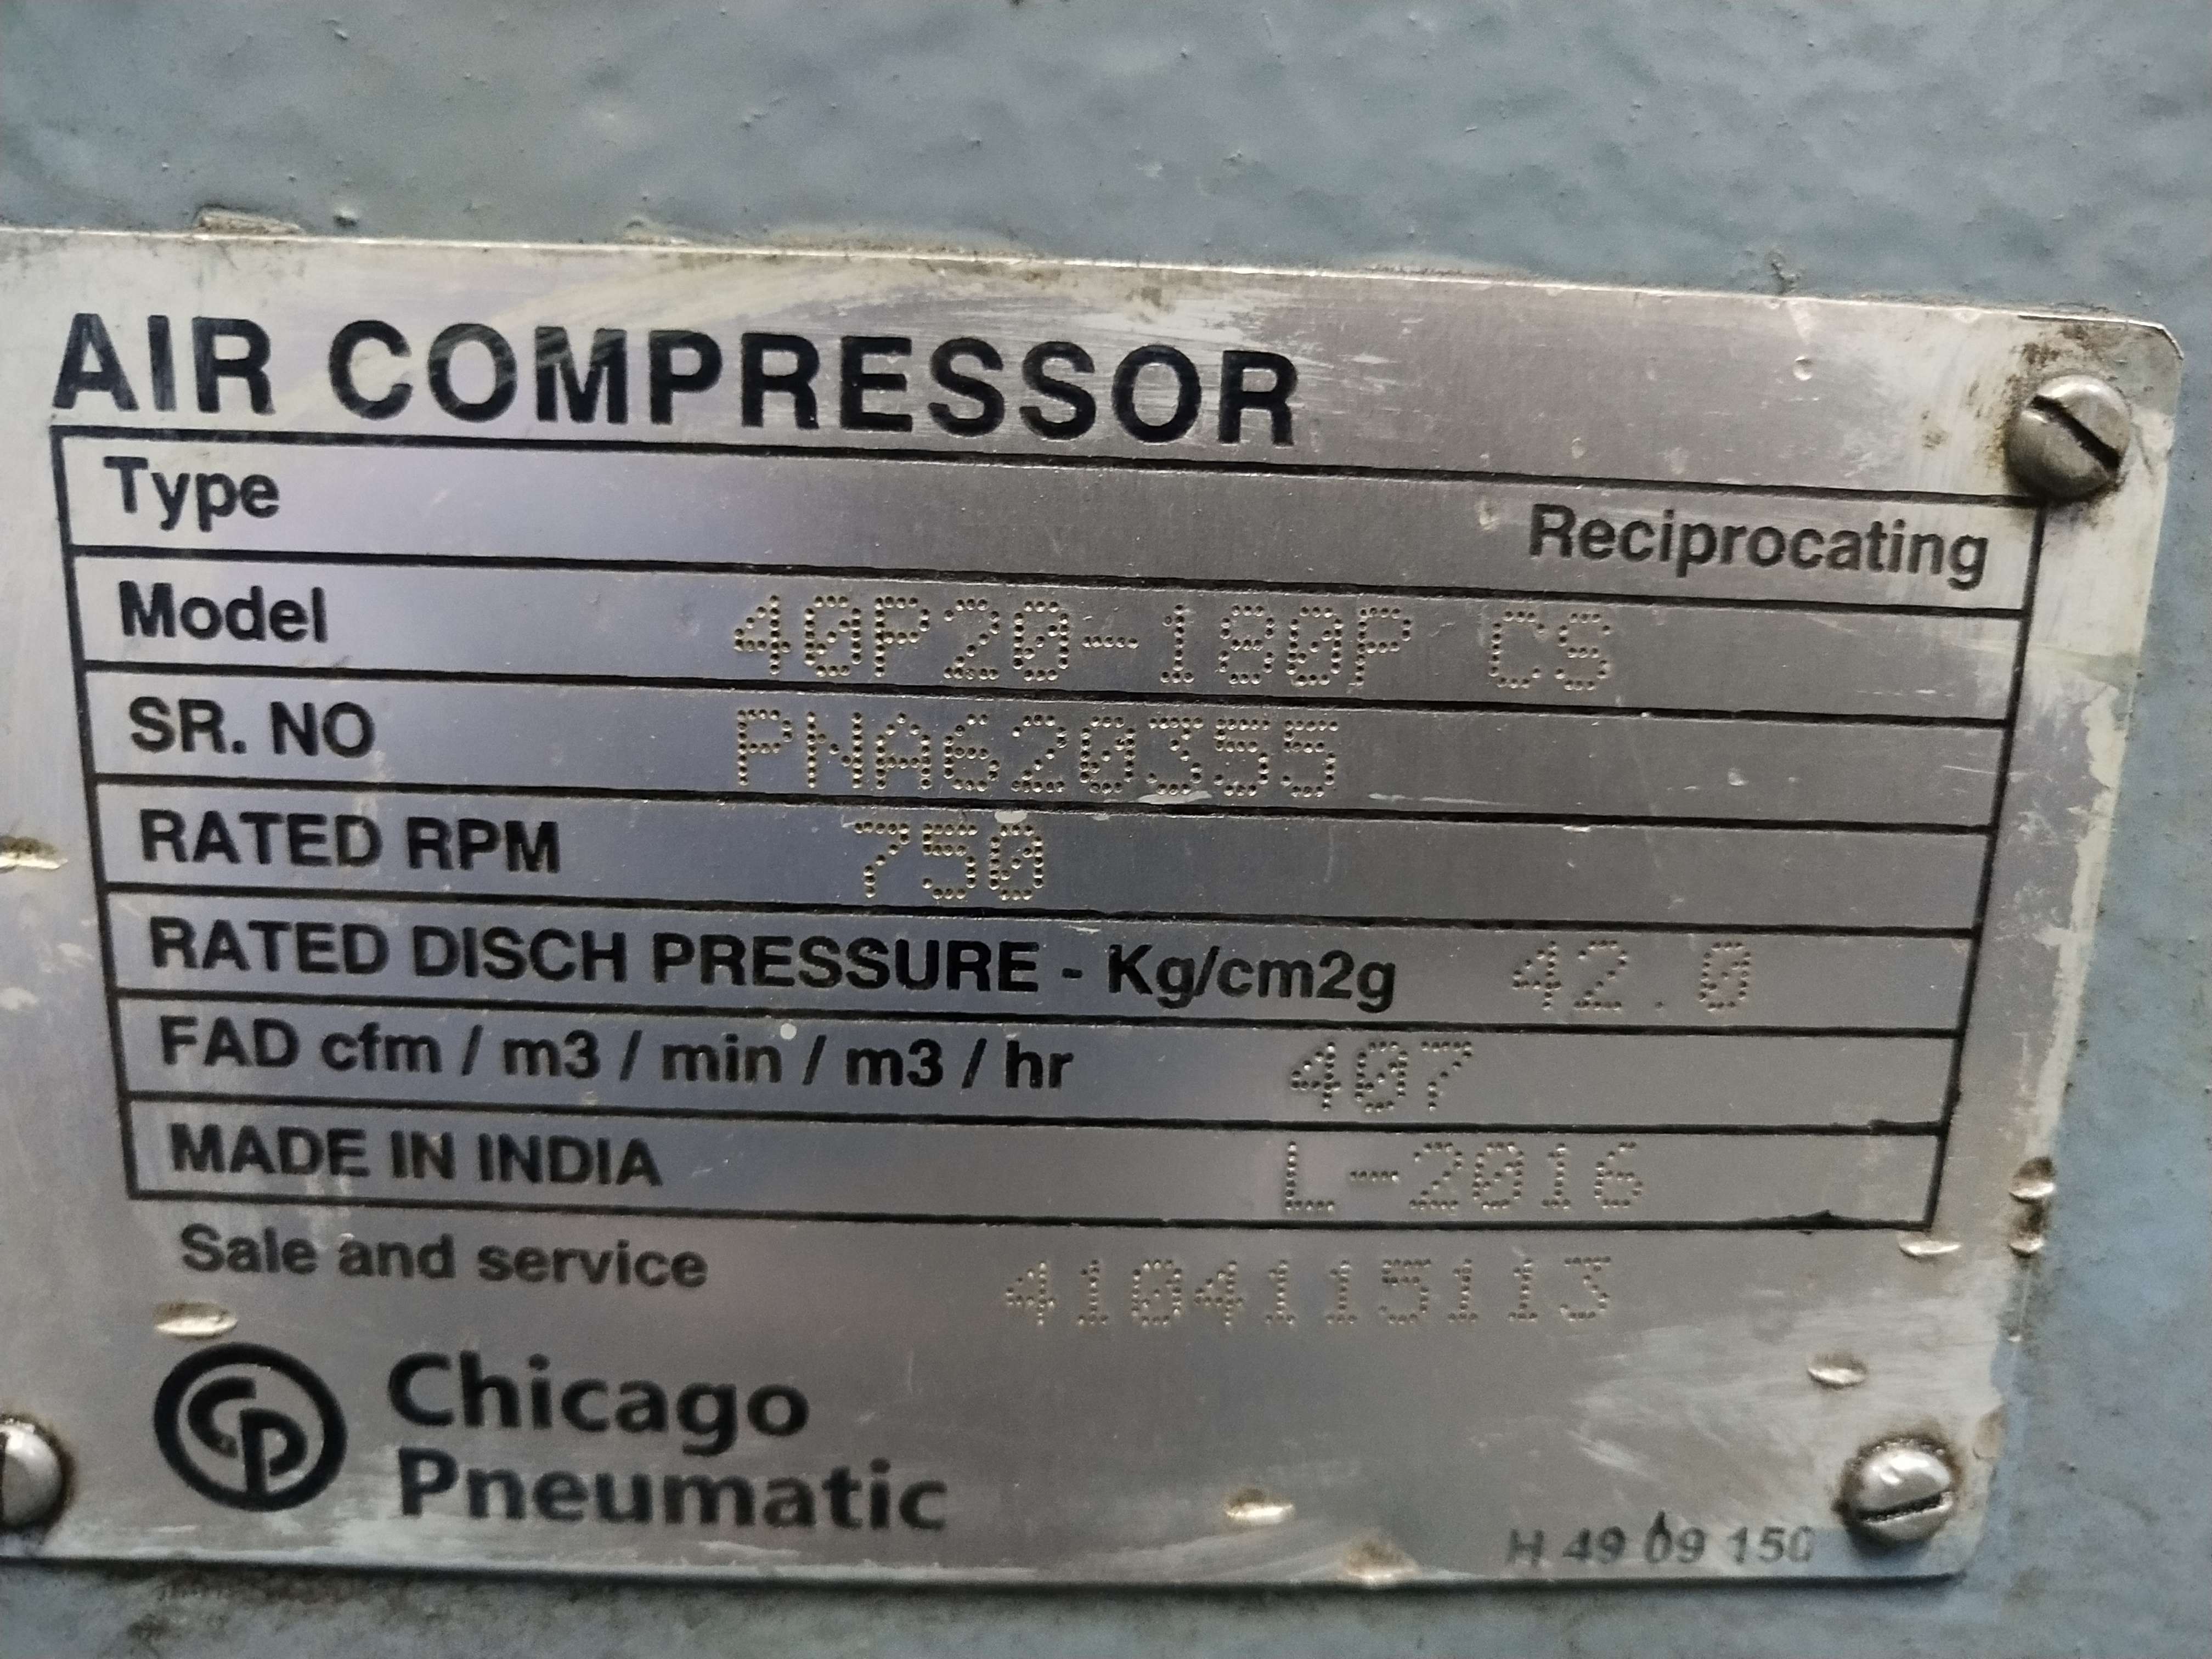 AIR COMPRESSOR
Type Reciprocating
Model 40P20-180P CS
SR. NO PNA620355
RATED RPM 750
RATED DISCH PRESSURE - Kg/cm2g 42.0
FAD cfm / m3 / min / m3 / hr 407
MADE IN INDIA L-2016
Sale and service 4104115113
CP Chicago
Pneumatic
H 49 09 150